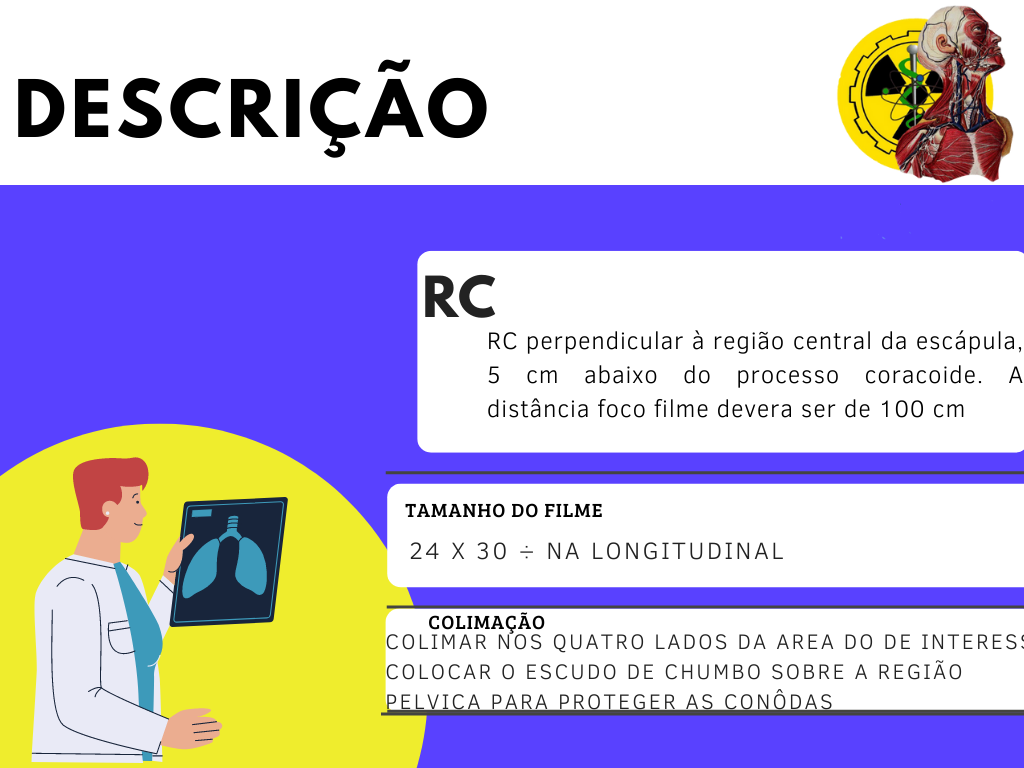 DESCRIÇÃO
RC
RC perpendicular à região central da escápula,
5 cm abaixo do processo coracoide. A
distância foco filme devera ser de 100 cm
TAMANHO DO FILME
24 X 30 ÷ NA LONGITUDINAL
COLIMAÇÃO
COLIMAR NOS QUATRO LADOS DA AREA DO DE INTERESS
COLOCAR O ESCUDO DE CHUMBO SOBRE A REGIÃO
PELVICA PARA PROTEGER AS CONÔDAS